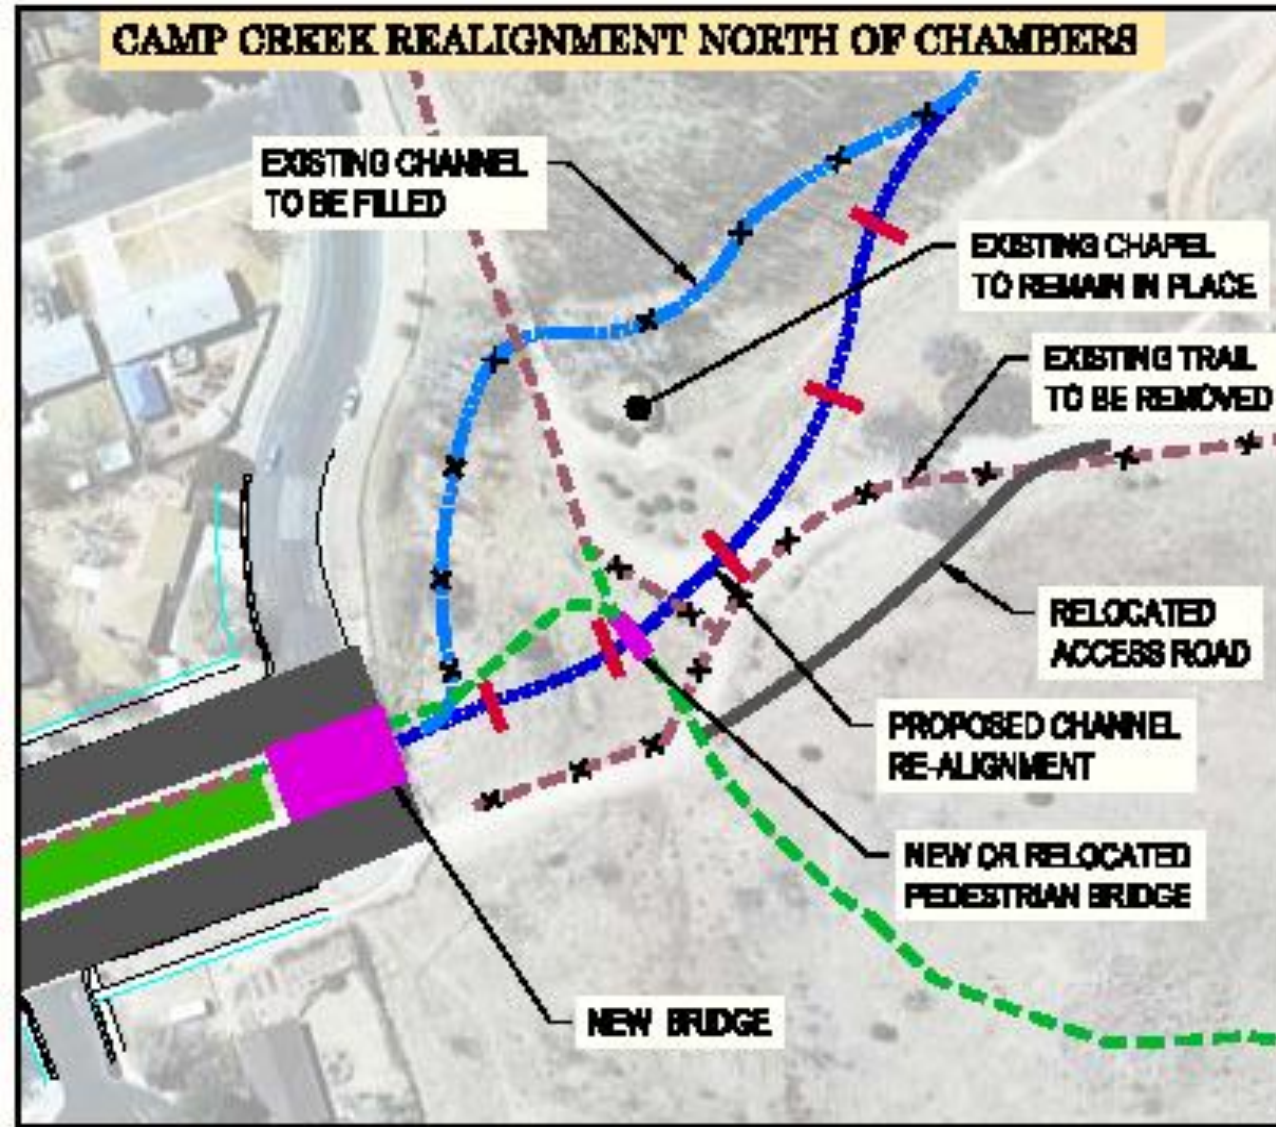 CAMP CREEK REALIGNMENT NORTH OF CHAMBERS
EXISTING CHANNEL
TO BE FILLED
EXISTING CHAPEL
TO REMAIN IN PLACE
EXISTING TRAIL
TO BE REMOVED
RELOCATED
ACCESS ROAD
PROPOSED CHANNEL
RE-ALIGNMENT
NEW OR RELOCATED
PEDESTRIAN BRIDGE
NEW BRIDGE